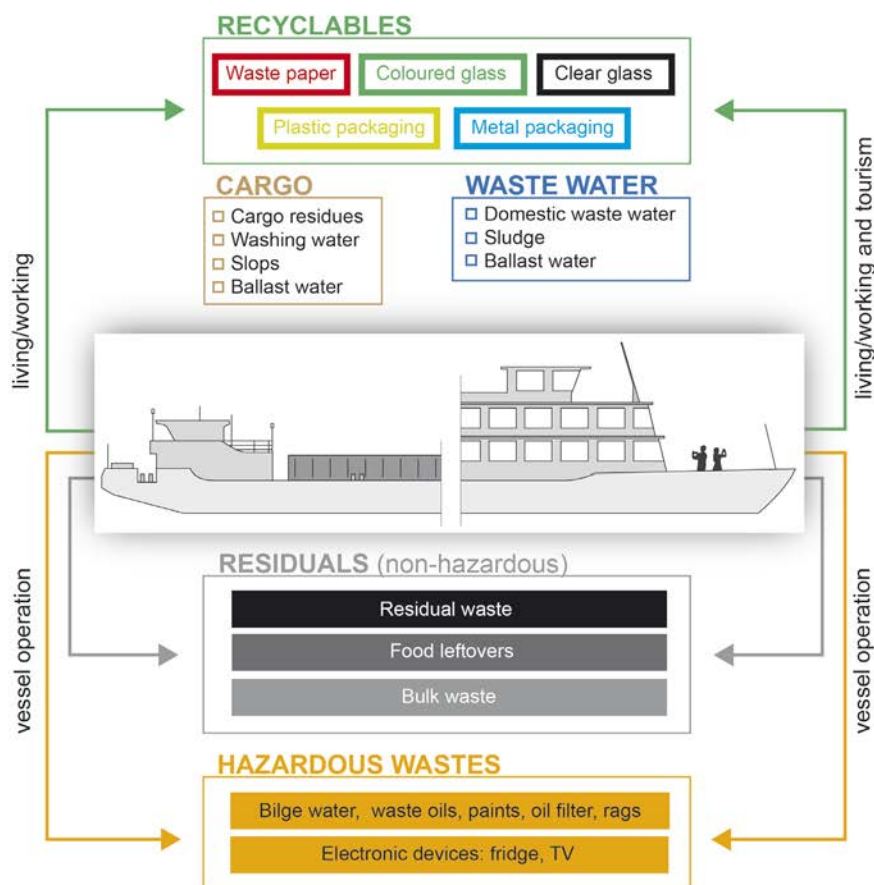 RECYCLABLES
Waste paper
Coloured glass
Clear glass
Plastic packaging
Metal packaging
CARGO
Cargo residues
Washing water
Slops
Ballast water
WASTE WATER
Domestic waste water
Sludge
Ballast water
living/working
living/working and tourism
RESIDUALS (non-hazardous)
Residual waste
Food leftovers
Bulk waste
vessel operation
vessel operation
HAZARDOUS WASTES
Bilge water, waste oils, paints, oil filter, rags
Electronic devices: fridge, TV